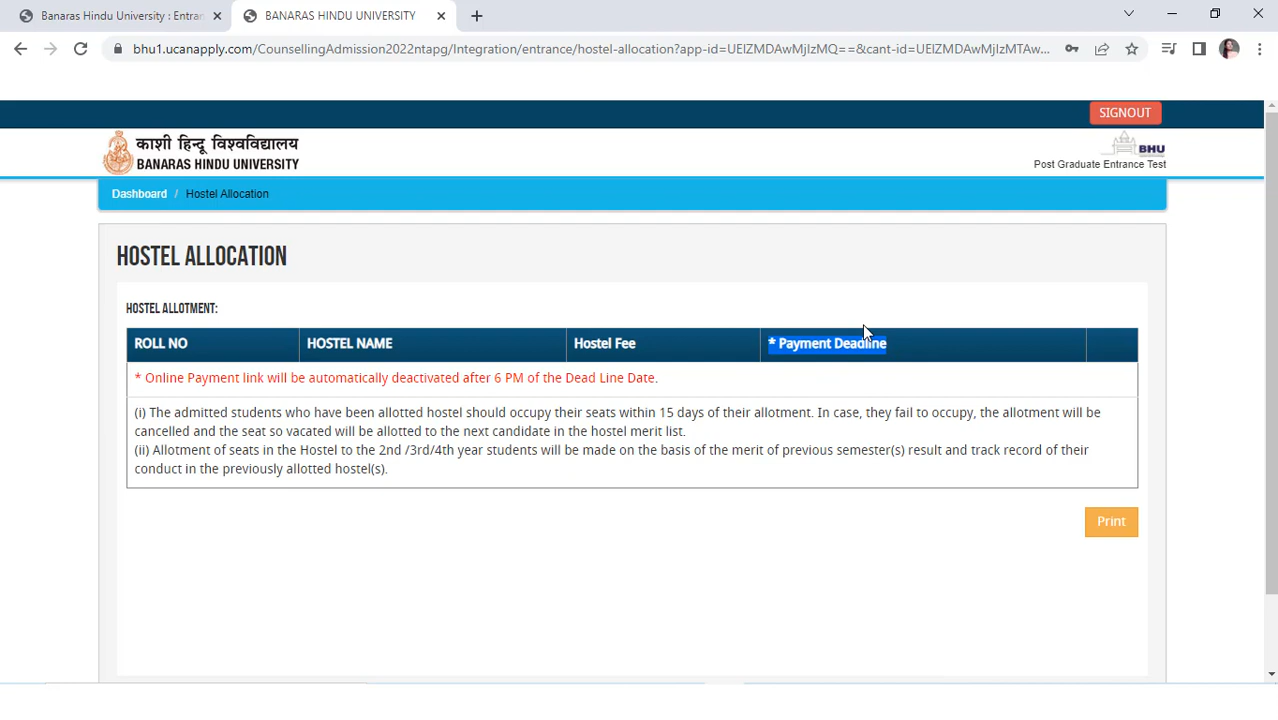 Banaras Hindu University : Entran
BANARAS HINDU UNIVERSITY
bhu1.ucanapply.com/CounsellingAdmission2022ntapg/Integration/entrance/hostel-allocation?app-id=UElZMDAwMjIzMQ==&cant-id=UElZMDAwMjIzMTAw...
SIGNOUT
काशी हिन्दू विश्वविद्यालय
BANARAS HINDU UNIVERSITY
BHU
Post Graduate Entrance Test
Dashboard / Hostel Allocation
HOSTEL ALLOCATION
HOSTEL ALLOTMENT:
ROLL NO HOSTEL NAME Hostel Fee * Payment Deadline
* Online Payment link will be automatically deactivated after 6 PM of the Dead Line Date.
(i) The admitted students who have been allotted hostel should occupy their seats within 15 days of their allotment. In case, they fail to occupy, the allotment will be
cancelled and the seat so vacated will be allotted to the next candidate in the hostel merit list.
(ii) Allotment of seats in the Hostel to the 2nd /3rd/4th year students will be made on the basis of the merit of previous semester(s) result and track record of their
conduct in the previously allotted hostel(s).
Print